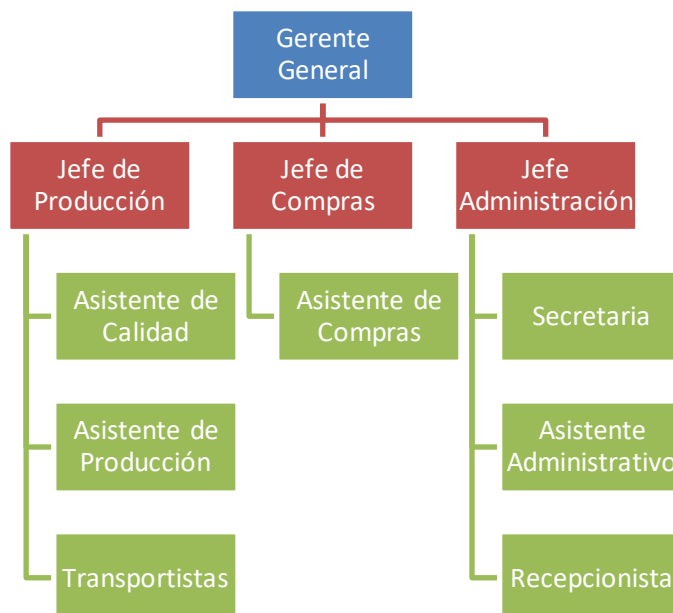 Gerente
General
Jefe de
Producción
Jefe de
Compras
Jefe
Administración
Asistente de
Calidad
Asistente de
Compras
Secretaria
Asistente de
Producción
Asistente
Administrativo
Transportistas
Recepcionista